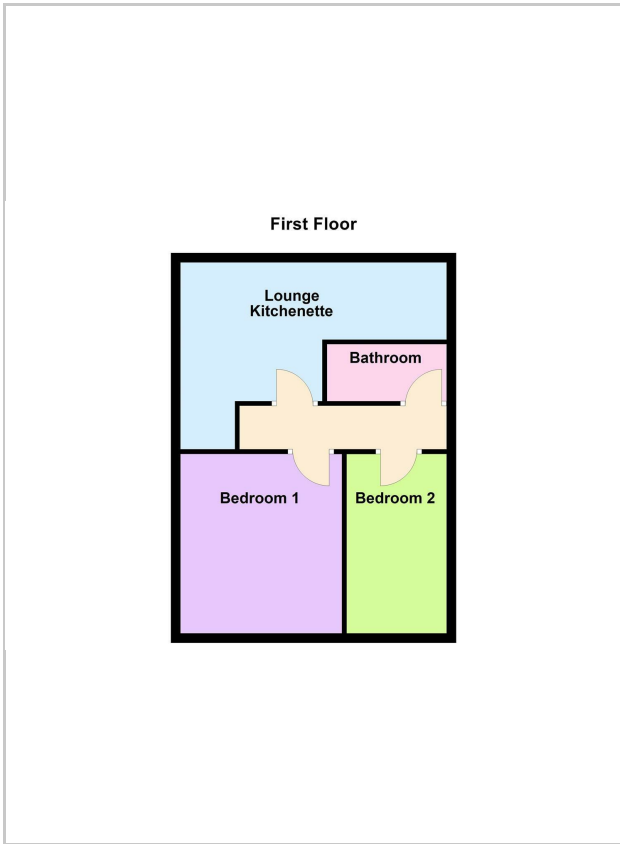 First Floor
Lounge
Kitchenette
Bathroom
Bedroom 1
Bedroom 2